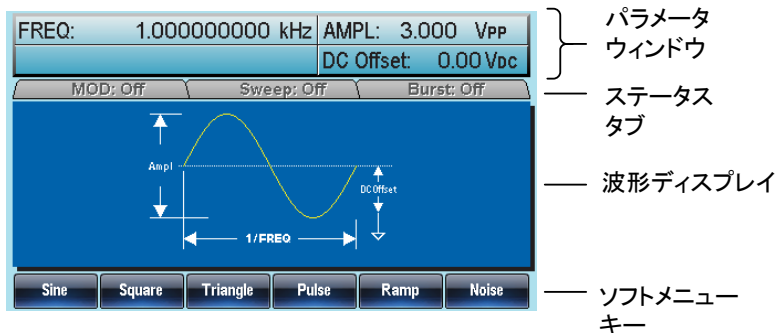 FREQ: 1.000000000 kHz AMPL: 3.000 VPP
DC Offset: 0.00 VDC
MOD: Off Sweep: Off Burst: Off
Ampl
DC Offset
1/FREQ
Sine Square Triangle Pulse Ramp Noise
パラメータ
ウィンドウ
ステータス
タブ
波形ディスプレイ
ソフトメニュー
キー